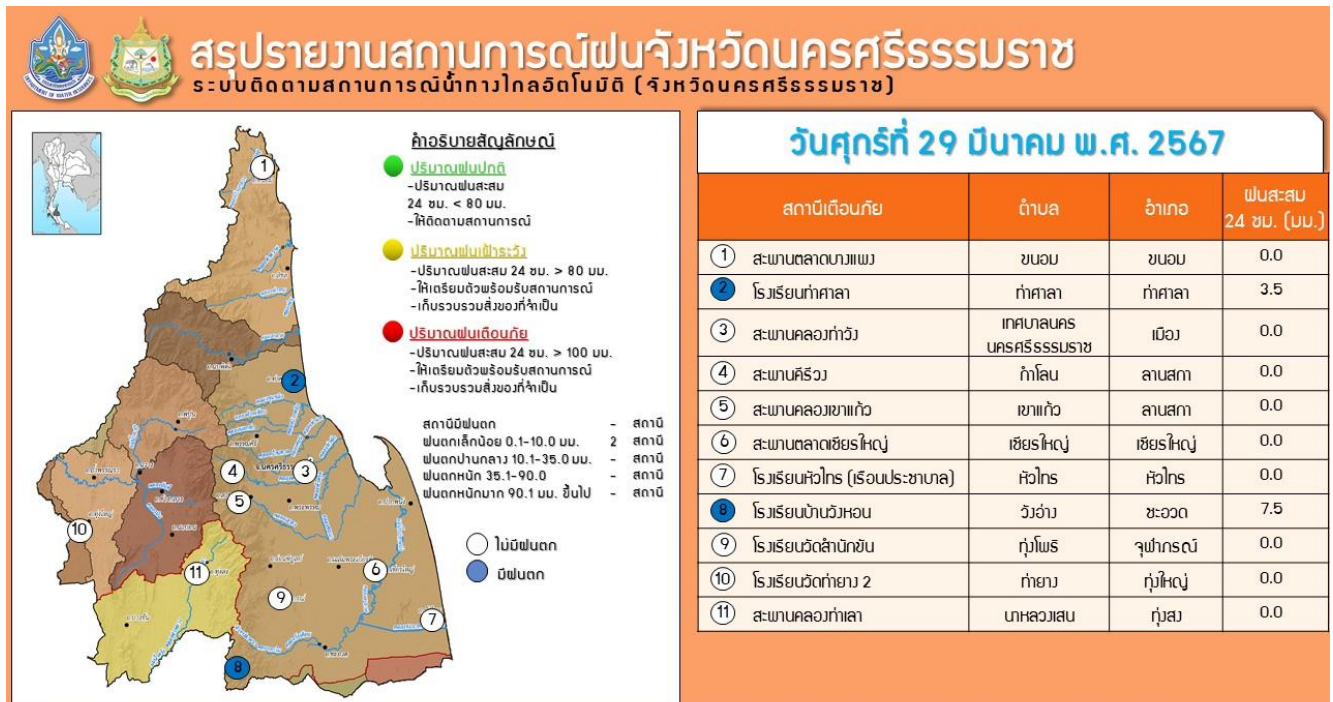 สรุปรายงานสถานการณ์ฝนจังหวัดนครศรีธรรมราช
ระบบติดตามสถานการณ์น้ำทางไกลอัตโนมัติ (จังหวัดนครศรีธรรมราช)
คำอธิบายสัญลักษณ์
ปริมาณฝนปกติ
-ปริมาณฝนสะสม
24 ชม. < 80 มม.
-ให้ติดตามสถานการณ์
ปริมาณฝนเฝ้าระวัง
-ปริมาณฝนสะสม 24 ชม. > 80 มม.
-ให้เตรียมตัวพร้อมรับสถานการณ์
-เก็บรวบรวมสิ่งของที่จำเป็น
ปริมาณฝนเตือนภัย
-ปริมาณฝนสะสม 24 ชม. > 100 มม.
-ให้เตรียมตัวพร้อมรับสถานการณ์
-เก็บรวบรวมสิ่งของที่จำเป็น
สถานีมีฝนตก - สถานี
ฝนตกเล็กน้อย 0.1-10.0 มม. 2 สถานี
ฝนตกปานกลาง 10.1-35.0 มม. - สถานี
ฝนตกหนัก 35.1-90.0 - สถานี
ฝนตกหนักมาก 90.1 มม. ขึ้นไป - สถานี
ไม่มีฝนตก
มีฝนตก
1
2
4
3
5
10
11
6
9
7
8
วันศุกร์ที่ 29 มีนาคม พ.ศ. 2567
สถานีเตือนภัย ตำบล อำเภอ ฝนสะสม
24 ชม. (มม.)
1 สะพานตลาดบางแพง ขนอม ขนอม 0.0
2 โรงเรียนท่าศาลา ท่าศาลา ท่าศาลา 3.5
3 สะพานคลองท่าวัง เทศบาลนคร
นครศรีธรรมราช เมือง 0.0
4 สะพานคีรีวง กำโลน ลานสกา 0.0
5 สะพานคลองเขาแก้ว เขาแก้ว ลานสกา 0.0
6 สะพานตลาดเชียรใหญ่ เชียรใหญ่ เชียรใหญ่ 0.0
7 โรงเรียนหัวไทร (เรือนประชาบาล) หัวไทร หัวไทร 0.0
8 โรงเรียนบ้านวังหอน วังอ่าง ชะอวด 7.5
9 โรงเรียนวัดสำนักขัน ทุ่งโพธิ จุฬาภรณ์ 0.0
10 โรงเรียนวัดท่ายาง 2 ท่ายาง ทุ่งใหญ่ 0.0
11 สะพานคลองท่าเลา นาหลวงเสน ทุ่งสง 0.0